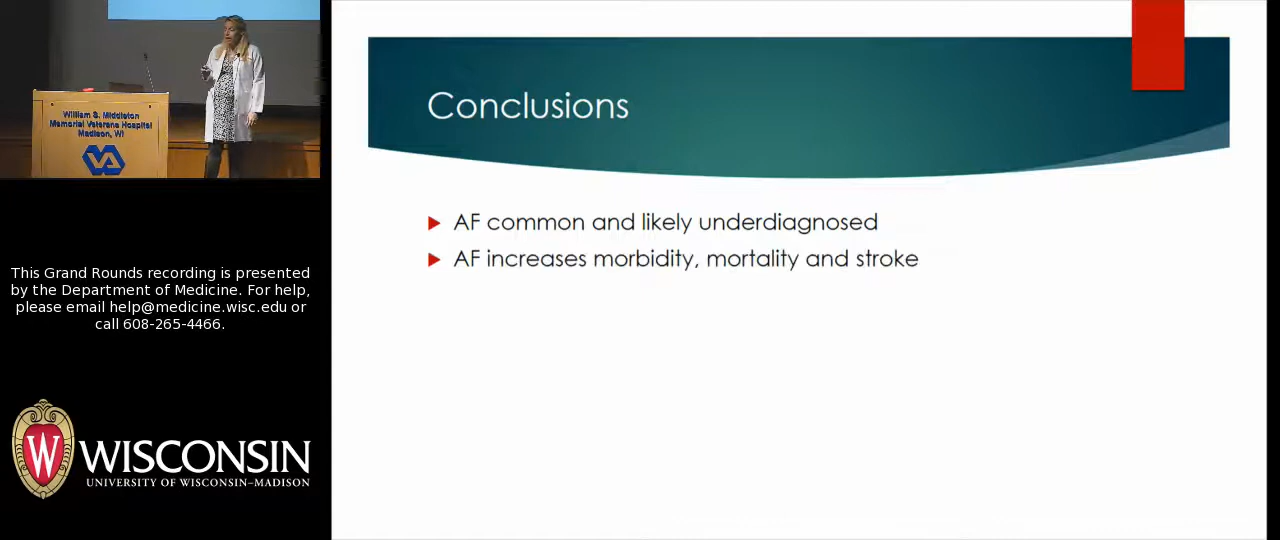 William S. Middleton
Memorial Veterans Hospital
Madison, WI
VA
This Grand Rounds recording is presented
by the Department of Medicine. For help,
please email help@medicine.wisc.edu or
call 608-265-4466.
W
WISCONSIN
UNIVERSITY OF WISCONSIN–MADISON
Conclusions
AF common and likely underdiagnosed
AF increases morbidity, mortality and stroke